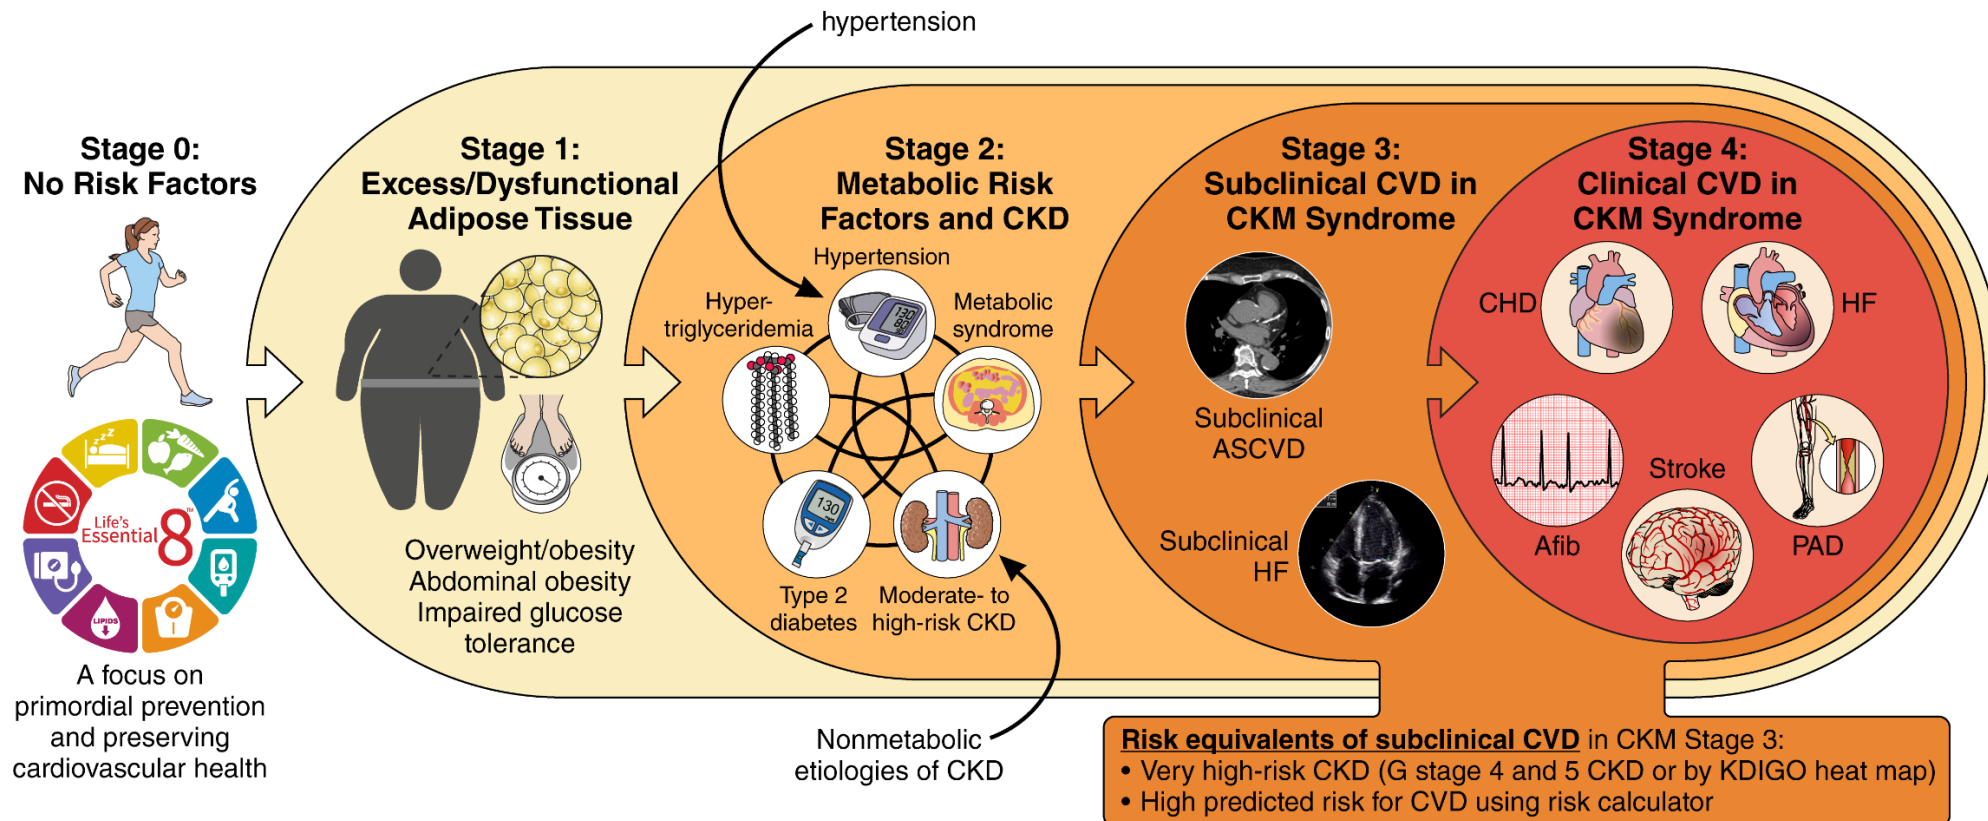 hypertension
Stage 0:
No Risk Factors
Life's
Essential 8™
LIPIDS
A focus on
primordial prevention
and preserving
cardiovascular health
Stage 1:
Excess/Dysfunctional
Adipose Tissue
Overweight/obesity
Abdominal obesity
Impaired glucose
tolerance
Stage 2:
Metabolic Risk
Factors and CKD
Hypertension
130
80
Hyper-
triglyceridemia
Metabolic
syndrome
130
Type 2
diabetes
Moderate- to
high-risk CKD
Nonmetabolic
etiologies of CKD
Stage 3:
Subclinical CVD in
CKM Syndrome
Subclinical
ASCVD
Subclinical
HF
Stage 4:
Clinical CVD in
CKM Syndrome
CHD
HF
Afib
Stroke
PAD
Risk equivalents of subclinical CVD in CKM Stage 3:
• Very high-risk CKD (G stage 4 and 5 CKD or by KDIGO heat map)
• High predicted risk for CVD using risk calculator